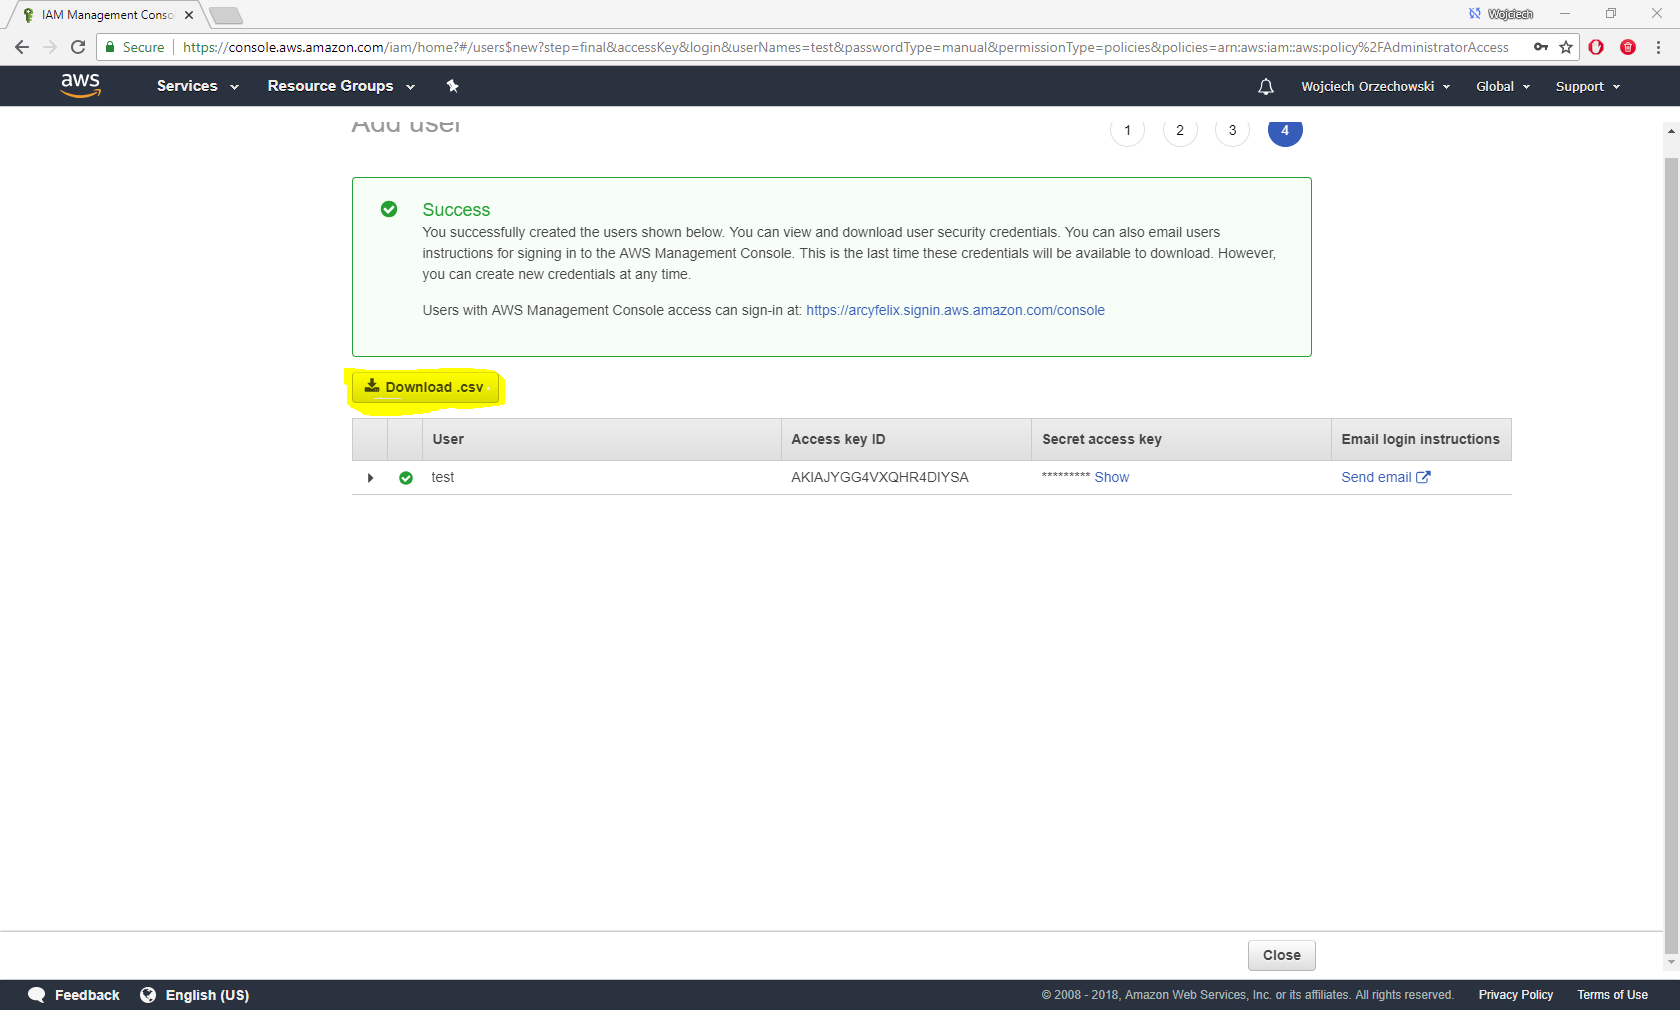 IAM Management Conso
Wojciech
Secure
https://console.aws.amazon.com/iam/home?#/users$new?step=final&accessKey&login&userNames=test&passwordType=manual&permissionType=policies&policies=arn:aws:iam::aws:policy%2FAdministratorAccess
aws Services Resource Groups Wojciech Orzechowski Global Support
Add user
1 2 3 4
Success
You successfully created the users shown below. You can view and download user security credentials. You can also email users
instructions for signing in to the AWS Management Console. This is the last time these credentials will be available to download. However,
you can create new credentials at any time.
Users with AWS Management Console access can sign-in at: https://arcyfelix.signin.aws.amazon.com/console
Download .csv
User Access key ID Secret access key Email login instructions
test AKIAJYGG4VXQHR4DIYSA ********* Show Send email
Close
Feedback English (US) © 2008 - 2018, Amazon Web Services, Inc. or its affiliates. All rights reserved. Privacy Policy Terms of Use